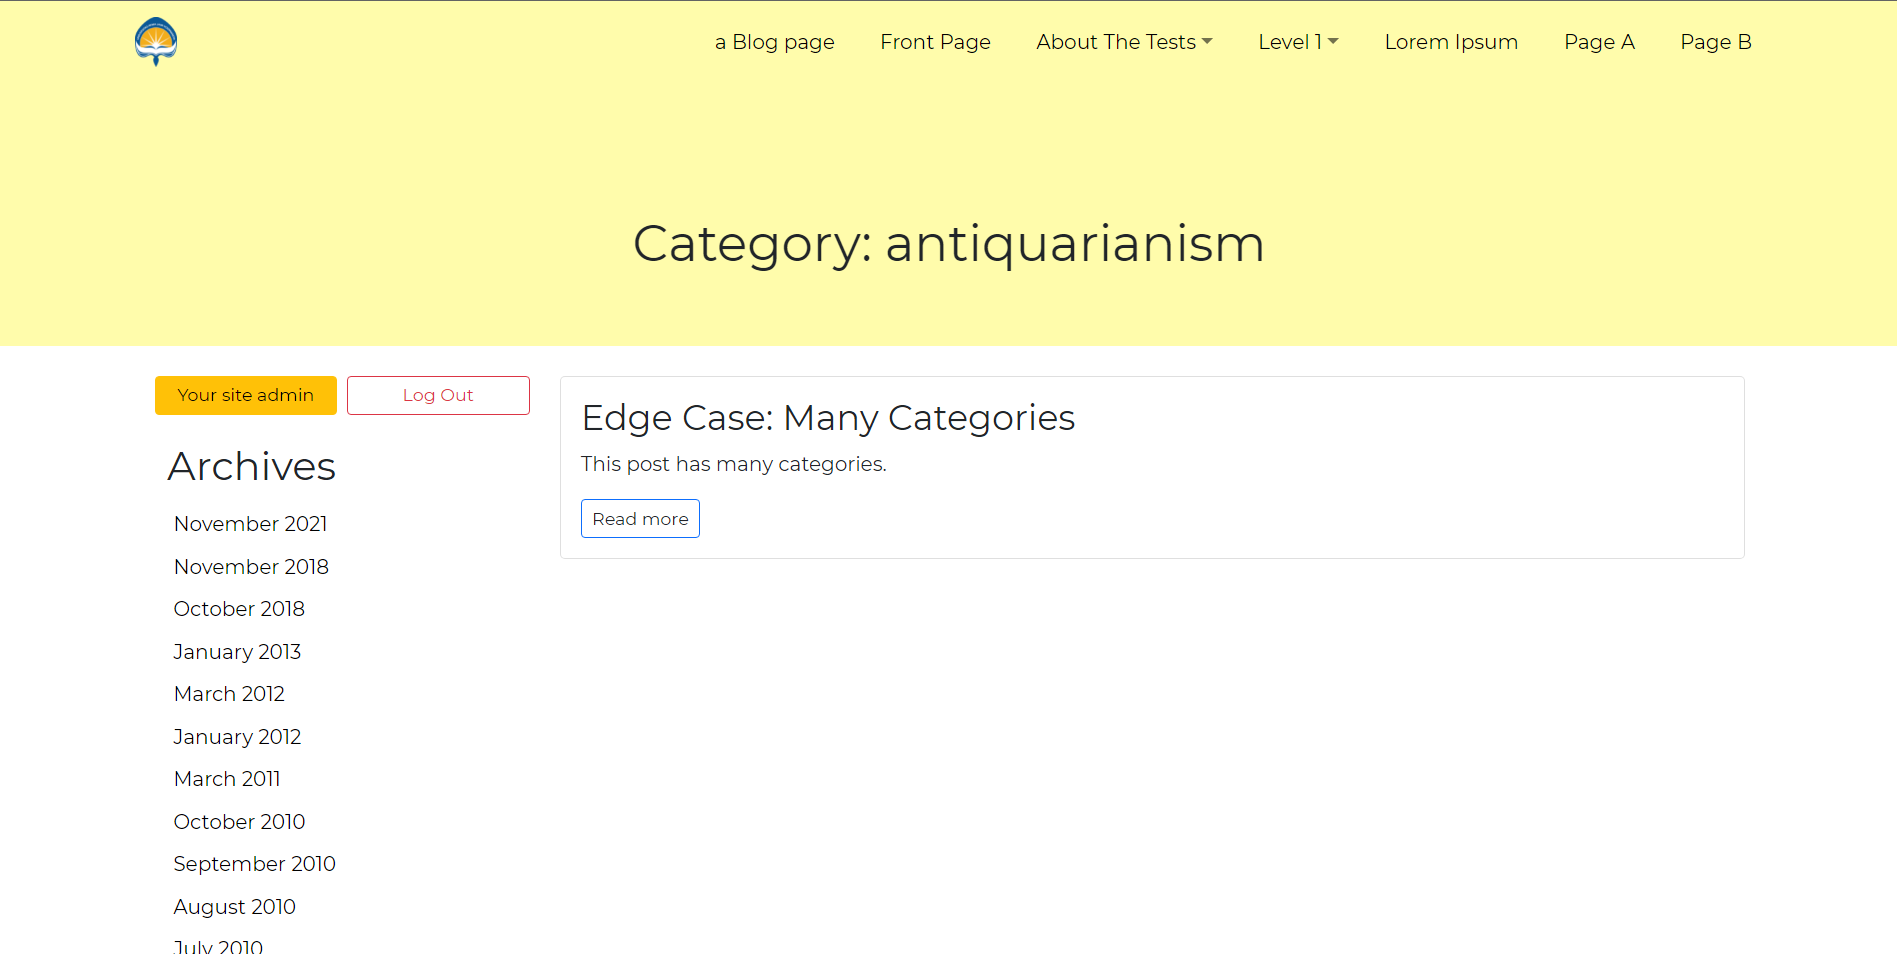 a Blog page
Front Page
About The Tests
Level 1
Lorem Ipsum
Page A
Page B
Category: antiquarianism
Your site admin
Log Out
Archives
November 2021
November 2018
October 2018
January 2013
March 2012
January 2012
March 2011
October 2010
September 2010
August 2010
July 2010
Edge Case: Many Categories
This post has many categories.
Read more